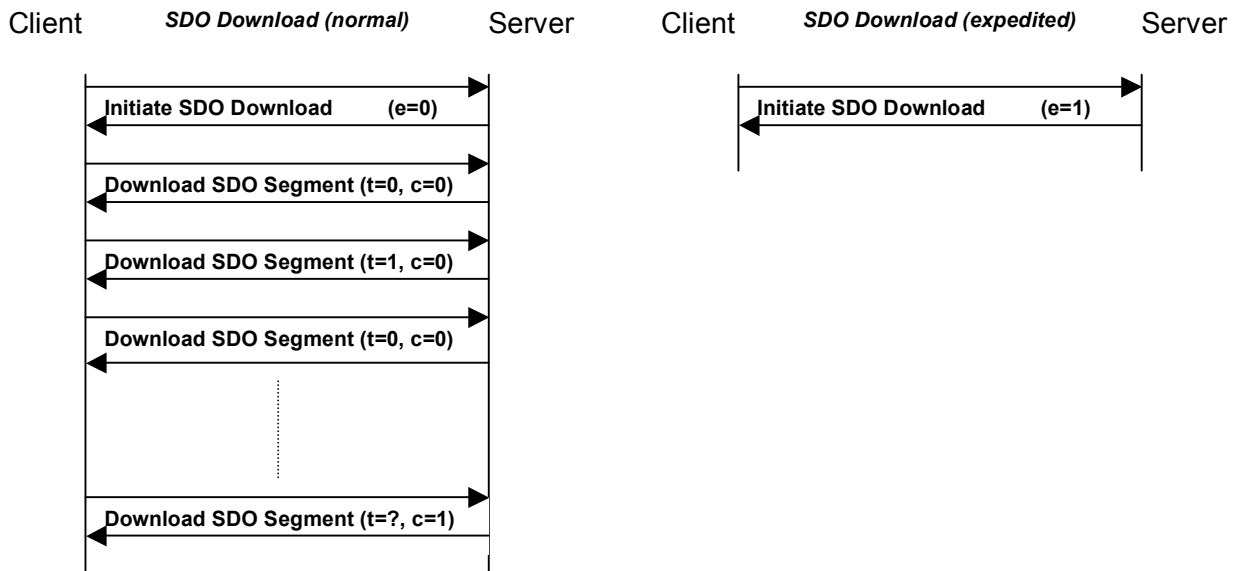 Client SDO Download (normal) Server
Initiate SDO Download (e=0)
Download SDO Segment (t=0, c=0)
Download SDO Segment (t=1, c=0)
Download SDO Segment (t=0, c=0)
Download SDO Segment (t=?, c=1)
Client SDO Download (expedited) Server
Initiate SDO Download (e=1)